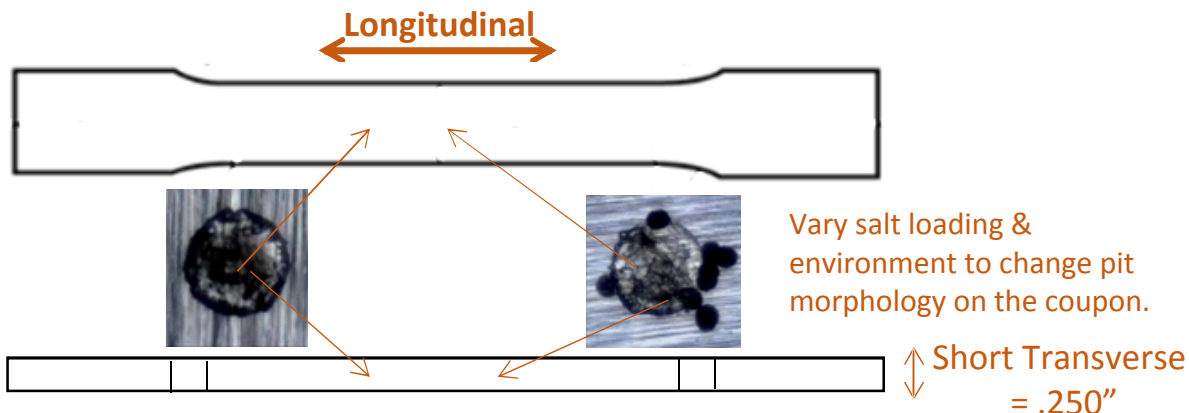 Longitudinal
Vary salt loading &
environment to change pit
morphology on the coupon.
Short Transverse
= .250”